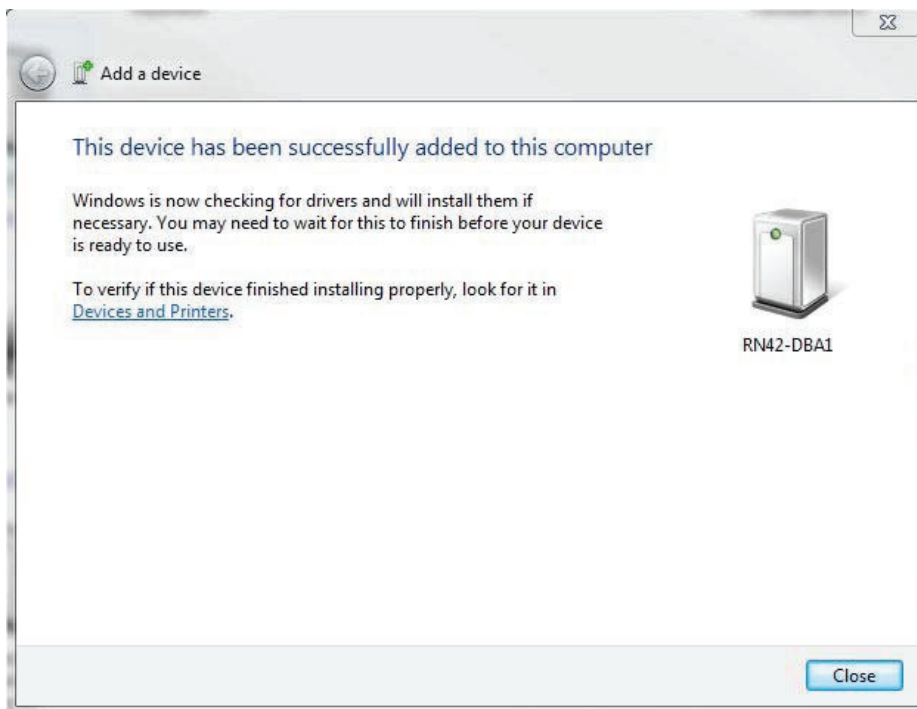 Add a device
This device has been successfully added to this computer
Windows is now checking for drivers and will install them if
necessary. You may need to wait for this to finish before your device
is ready to use.
To verify if this device finished installing properly, look for it in
Devices and Printers.
RN42-DBA1
Close